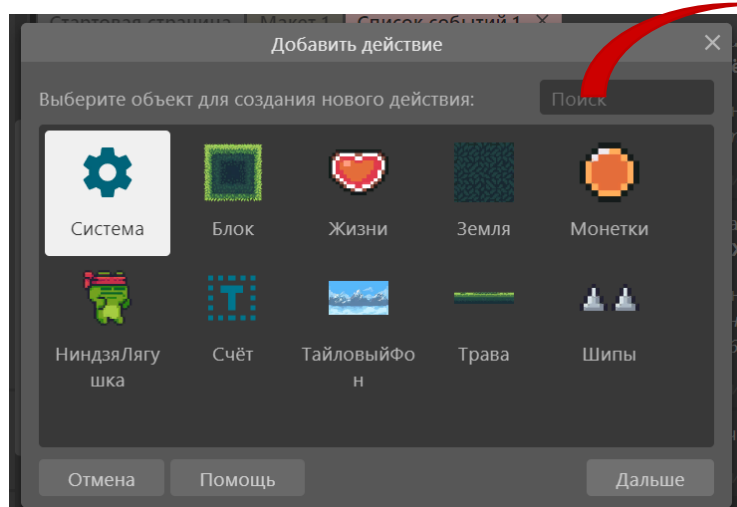 Стартовая страница Макет 1 Список событий 1
Добавить действие
Выберите объект для создания нового действия:
Поиск
Система Блок Жизни Земля Монетки
НиндзяЛягу
шка
Счёт
ТайловыйФо
н
Трава Шипы
Отмена Помощь Дальше